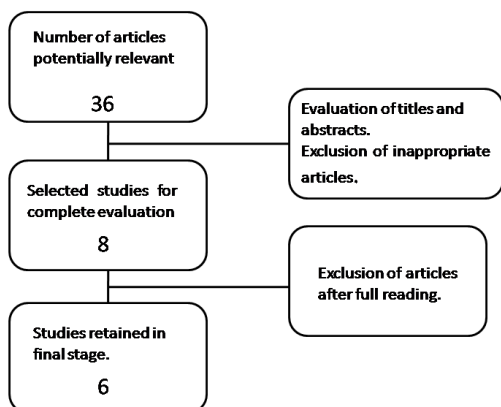 Number of articles
potentially relevant
36
Evaluation of titles and
abstracts.
Exclusion of inappropriate
articles.
Selected studies for
complete evaluation
8
Exclusion of articles
after full reading.
Studies retained in
final stage.
6